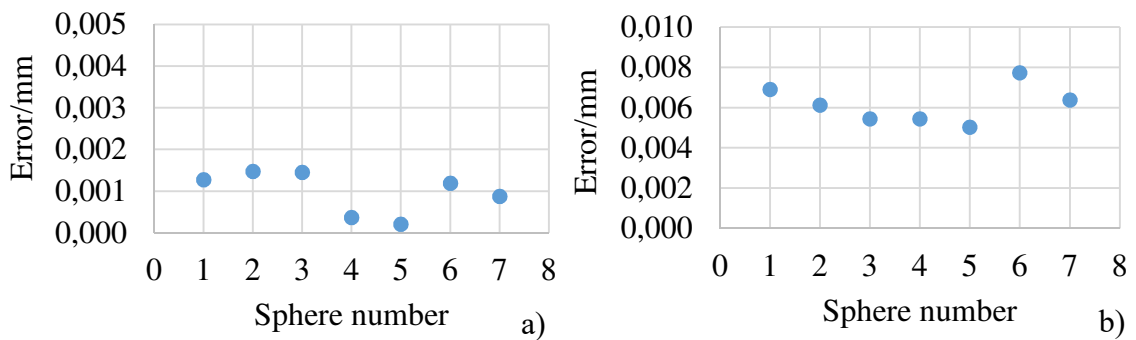 0,005
0,004
0,003
0,002
0,001
0,000
Error/mm
0 1 2 3 4 5 6 7 8
Sphere number
a)
0,010
0,008
0,006
0,004
0,002
0,000
Error/mm
0 1 2 3 4 5 6 7 8
Sphere number
b)